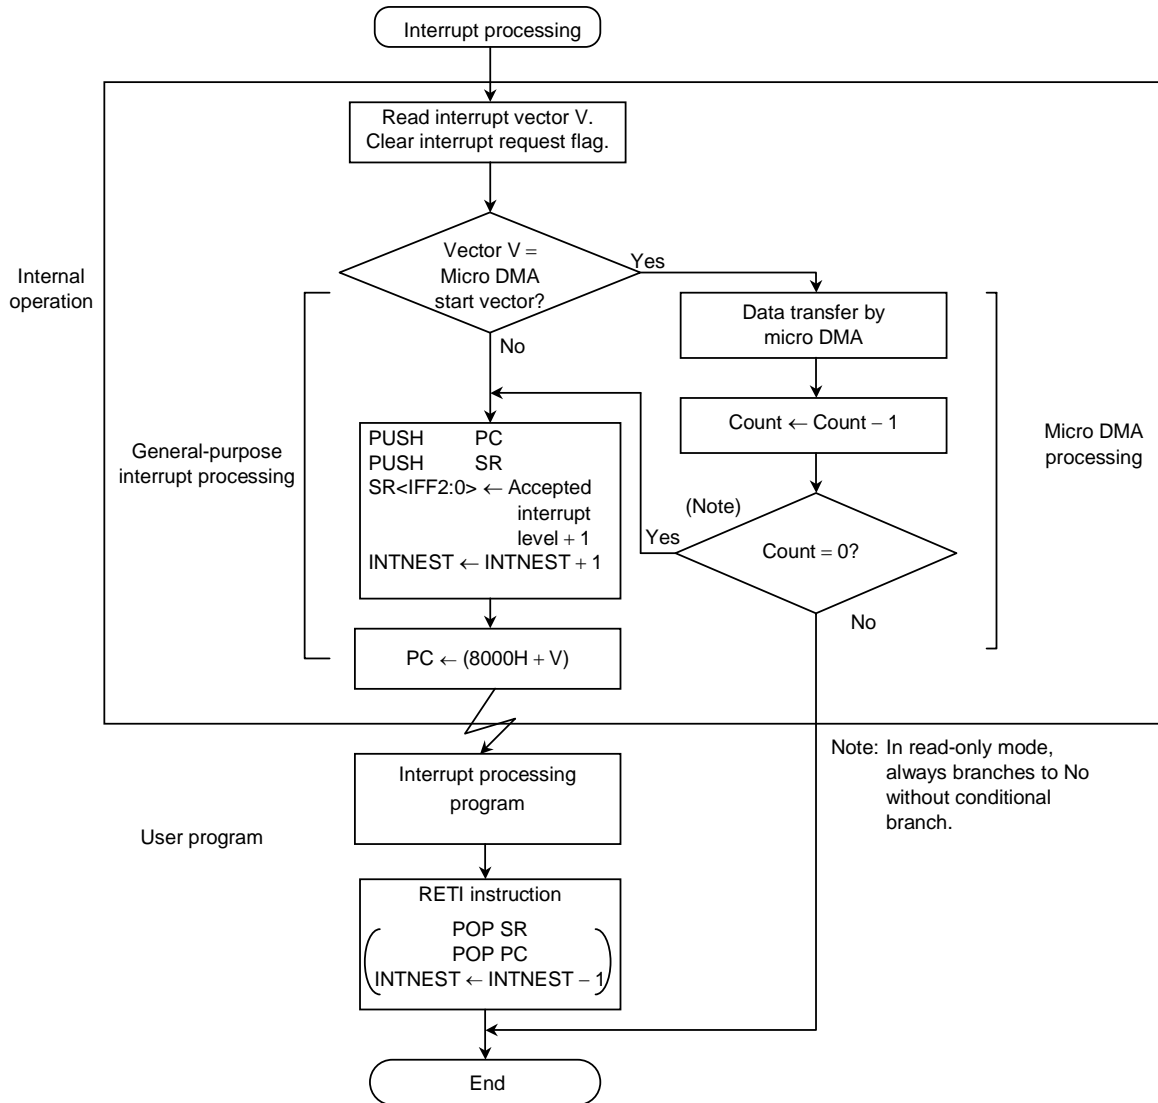 Interrupt processing
Read interrupt vector V.
Clear interrupt request flag.
Vector V =
Micro DMA
start vector?
Yes
No
Internal
operation
Data transfer by
micro DMA
Count ← Count − 1
Micro DMA
processing
(Note)
Count = 0?
Yes
No
General-purpose
interrupt processing
PUSH PC
PUSH SR
SR<IFF2:0> ← Accepted
interrupt
level + 1
INTNEST ← INTNEST + 1
PC ← (8000H + V)
Note: In read-only mode,
always branches to No
without conditional
branch.
Interrupt processing
program
User program
RETI instruction
POP SR
POP PC
INTNEST ← INTNEST − 1
End